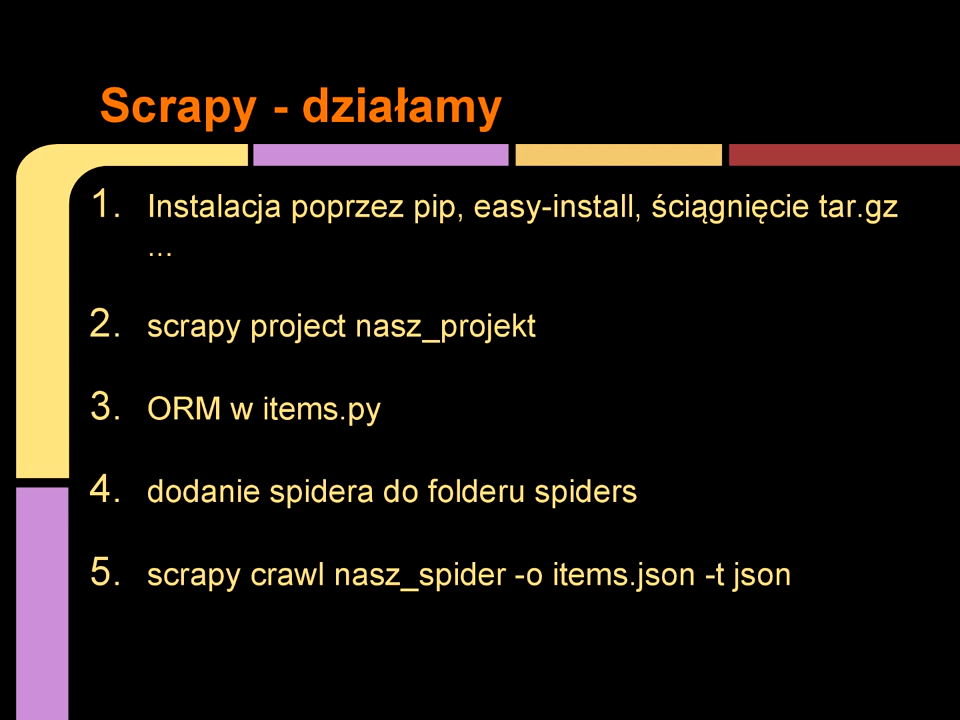 Scrapy - działamy
1. Instalacja poprzez pip, easy-install, ściągnięcie tar.gz
...
2. scrapy project nasz_projekt
3. ORM w items.py
4. dodanie spidera do folderu spiders
5. scrapy crawl nasz_spider -o items.json -t json